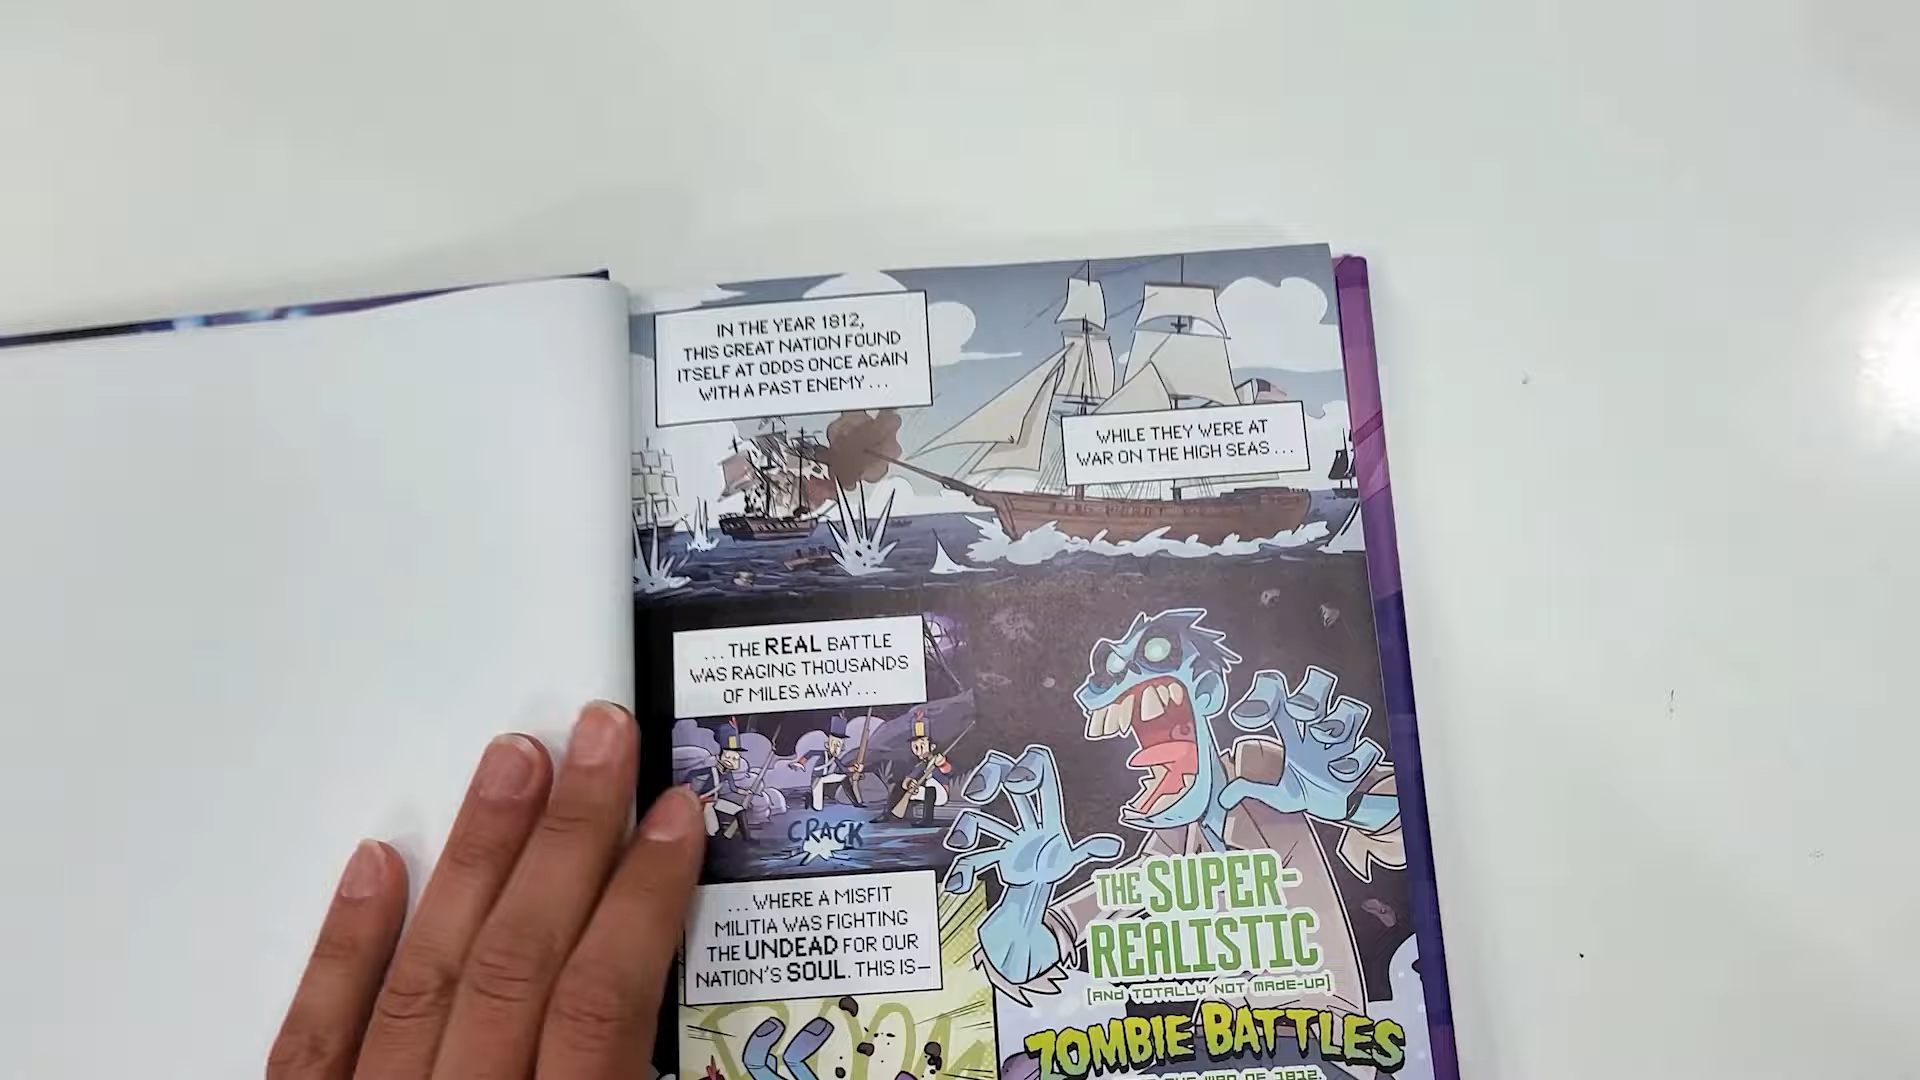 IN THE YEAR 1812,
THIS GREAT NATION FOUND
ITSELF AT ODDS ONCE AGAIN
WITH A PAST ENEMY...
WHILE THEY WERE AT
WAR ON THE HIGH SEAS...
...THE REAL BATTLE
WAS RAGING THOUSANDS
OF MILES AWAY...
CRACK
...WHERE A MISFIT
MILITIA WAS FIGHTING
THE UNDEAD FOR OUR
NATION'S SOUL. THIS IS—
THE SUPER-
REALISTIC
[AND TOTALLY NOT MADE-UP]
ZOMBIE BATTLES
WAR OF 1812.